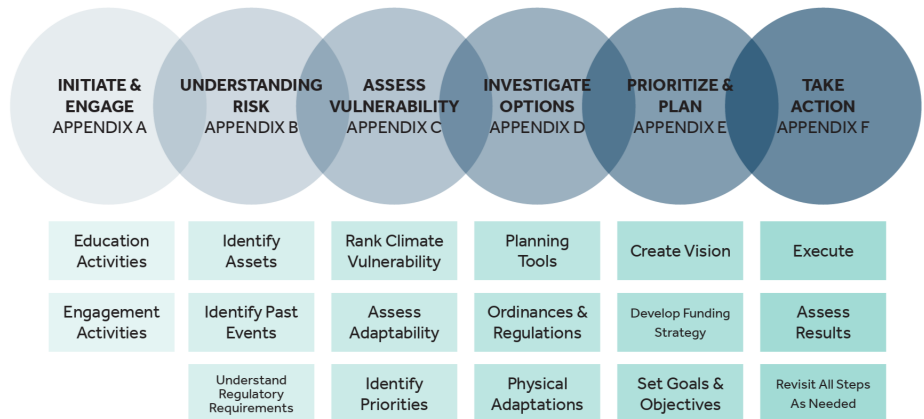 INITIATE &
ENGAGE
APPENDIX A
UNDERSTANDING
RISK
APPENDIX B
ASSESS
VULNERABILITY
APPENDIX C
INVESTIGATE
OPTIONS
APPENDIX D
PRIORITIZE &
PLAN
APPENDIX E
TAKE
ACTION
APPENDIX F
Education
Activities
Identify
Assets
Rank Climate
Vulnerability
Planning
Tools
Create Vision
Execute
Engagement
Activities
Identify Past
Events
Assess
Adaptability
Ordinances &
Regulations
Develop Funding
Strategy
Assess
Results
Understand
Regulatory
Requirements
Identify
Priorities
Physical
Adaptations
Set Goals &
Objectives
Revisit All Steps
As Needed